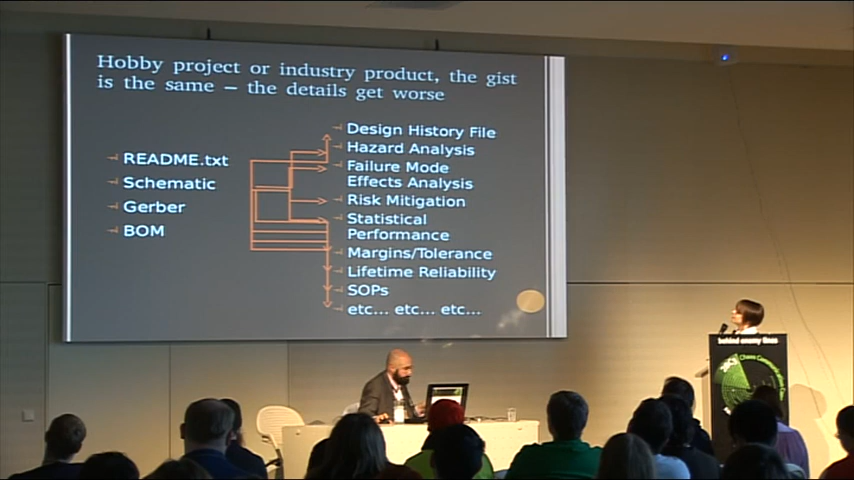 Hobby project or industry product, the gist
is the same – the details get worse
README.txt
Schematic
Gerber
BOM
Design History File
Hazard Analysis
Failure Mode
Effects Analysis
Risk Mitigation
Statistical
Performance
Margins/Tolerance
Lifetime Reliability
SOPs
etc... etc... etc...
behind enemy lines